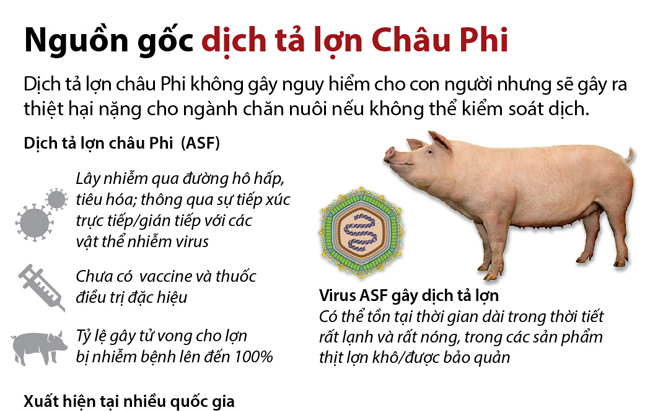 Nguồn gốc dịch tả lợn Châu Phi
Dịch tả lợn châu Phi không gây nguy hiểm cho con người nhưng sẽ gây ra
thiệt hại nặng cho ngành chăn nuôi nếu không thể kiểm soát dịch.
Dịch tả lợn châu Phi (ASF)
Lây nhiễm qua đường hô hấp,
tiêu hóa; thông qua sự tiếp xúc
trực tiếp/gián tiếp với các
vật thể nhiễm virus
Chưa có vaccine và thuốc
điều trị đặc hiệu
Tỷ lệ gây tử vong cho lợn
bị nhiễm bệnh lên đến 100%
Virus ASF gây dịch tả lợn
Có thể tồn tại thời gian dài trong thời tiết
rất lạnh và rất nóng, trong các sản phẩm
thịt lợn khô/được bảo quản
Xuất hiện tại nhiều quốc gia